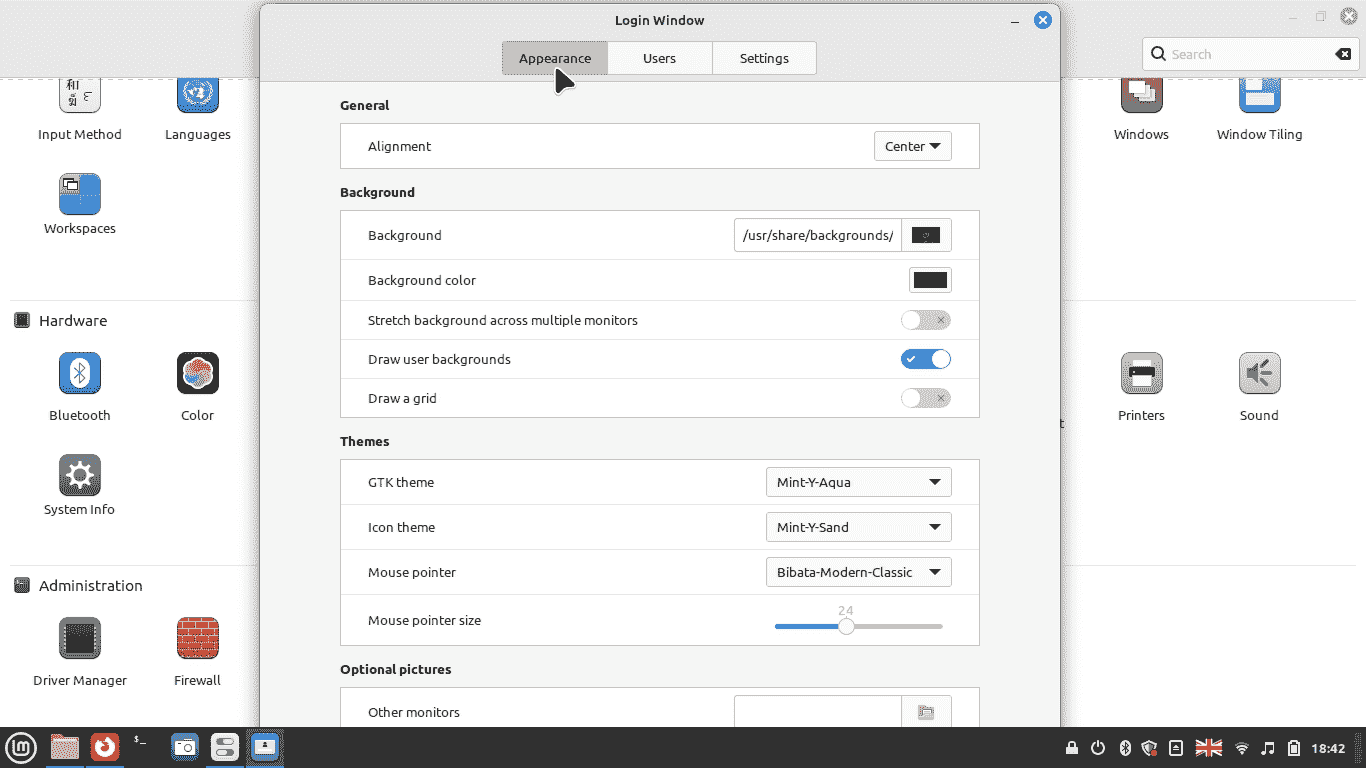 Login Window
Appearance Users Settings
Search
Input Method Languages Windows Window Tiling
Workspaces
General
Alignment Center
Background
Background /usr/share/backgrounds/
Background color
Stretch background across multiple monitors
Draw user backgrounds
Draw a grid
Hardware
Bluetooth Color Printers Sound
System Info
Themes
GTK theme Mint-Y-Aqua
Icon theme Mint-Y-Sand
Mouse pointer Bibata-Modern-Classic
Mouse pointer size 24
Administration
Driver Manager Firewall
Optional pictures
Other monitors
18:42